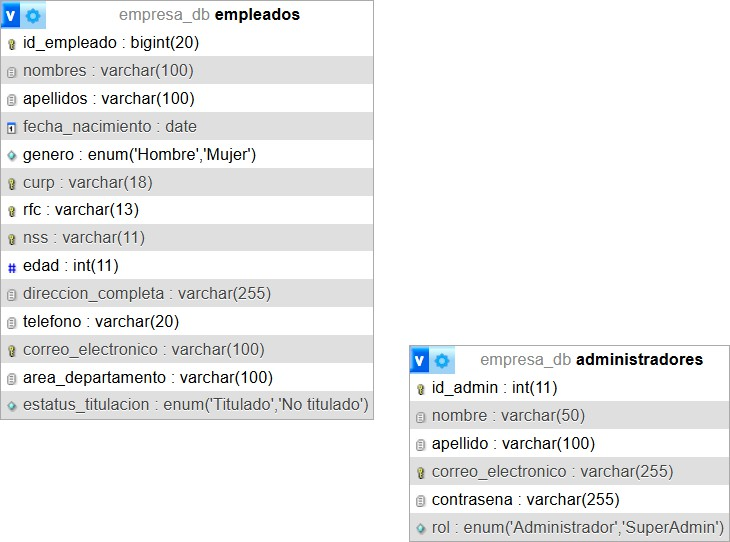 v empresa_db empleados
id_empleado : bigint(20)
nombres : varchar(100)
apellidos : varchar(100)
fecha_nacimiento : date
genero : enum('Hombre','Mujer')
curp : varchar(18)
rfc : varchar(13)
nss : varchar(11)
# edad : int(11)
direccion_completa : varchar(255)
telefono : varchar(20)
correo_electronico : varchar(100)
area_departamento : varchar(100)
estatus_titulacion : enum('Titulado','No titulado')
v empresa_db administradores
id_admin : int(11)
nombre : varchar(50)
apellido : varchar(100)
correo_electronico : varchar(255)
contrasena : varchar(255)
rol : enum('Administrador','SuperAdmin')